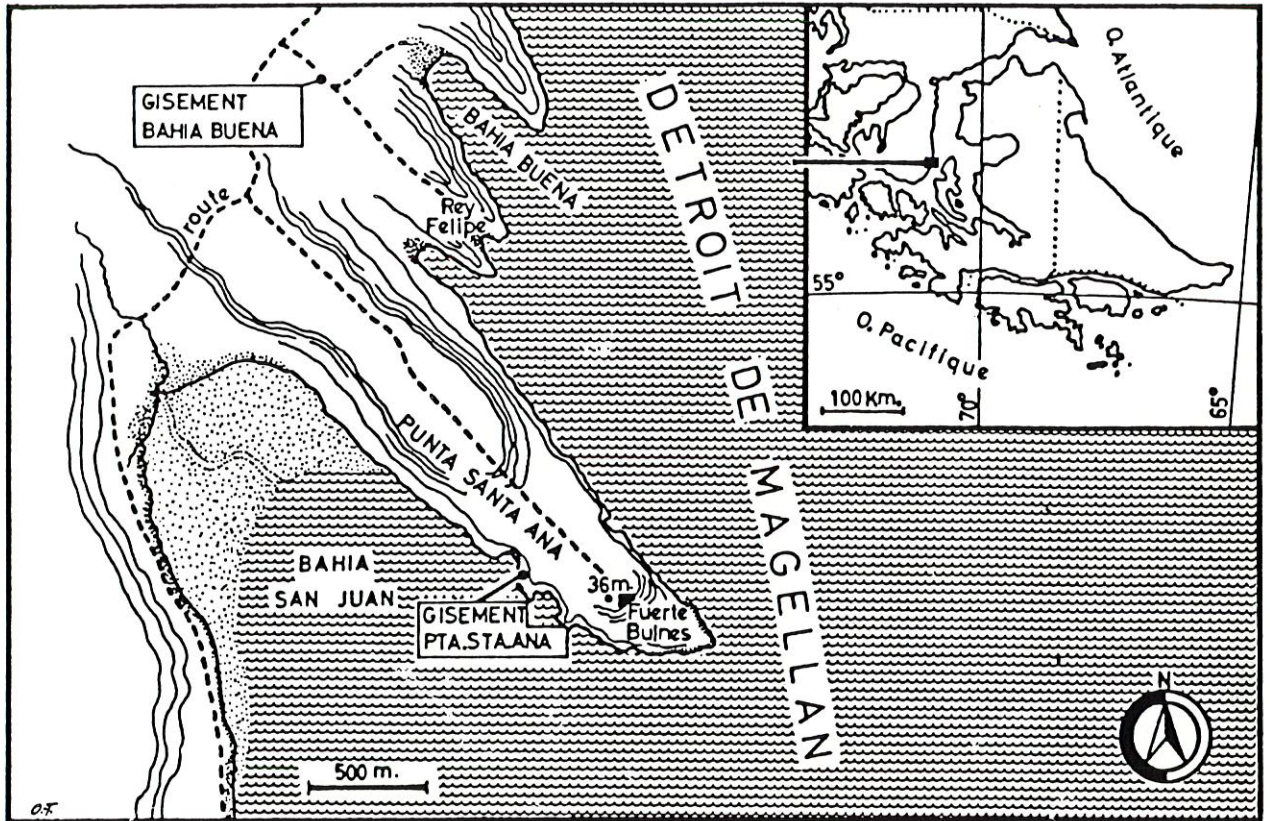 GISEMENT
BAHIA BUENA
route
BAHIA BUENA
Rey
Felipe
DETROIT DE MAGELLAN
PUNTA SANTA ANA
BAHIA
SAN JUAN
GISEMENT
PTA.STA.ANA
36m.
Fuerte
Bulnes
500 m.
O.F.
N
O. Atlantique
55°
O. Pacifique
100 Km.
70°
65°